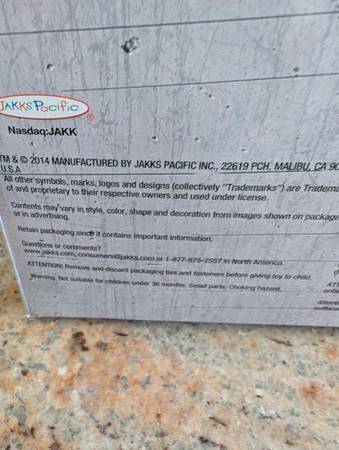 JAKKS Pacific ®
Nasdaq:JAKK
TM & © 2014 MANUFACTURED BY JAKKS PACIFIC INC., 22619 PCH, MALIBU, CA 90
U.S.A
All other symbols, marks, logos and designs (collectively "Trademarks") are Tradema
of and proprietary to their respective owners and used under license.
Contents may vary in style, color, shape and decoration from images shown on package
or in advertising.
Retain packaging since it contains important information.
Questions or comments?
www.jakks.com, consumers@jakks.com or 1-877-875-2557 in North America.
ATTENTION! Remove and discard packaging ties and fasteners before giving toy to child.
Warning. Not suitable for children under 36 months. Small parts. Choking hazard.